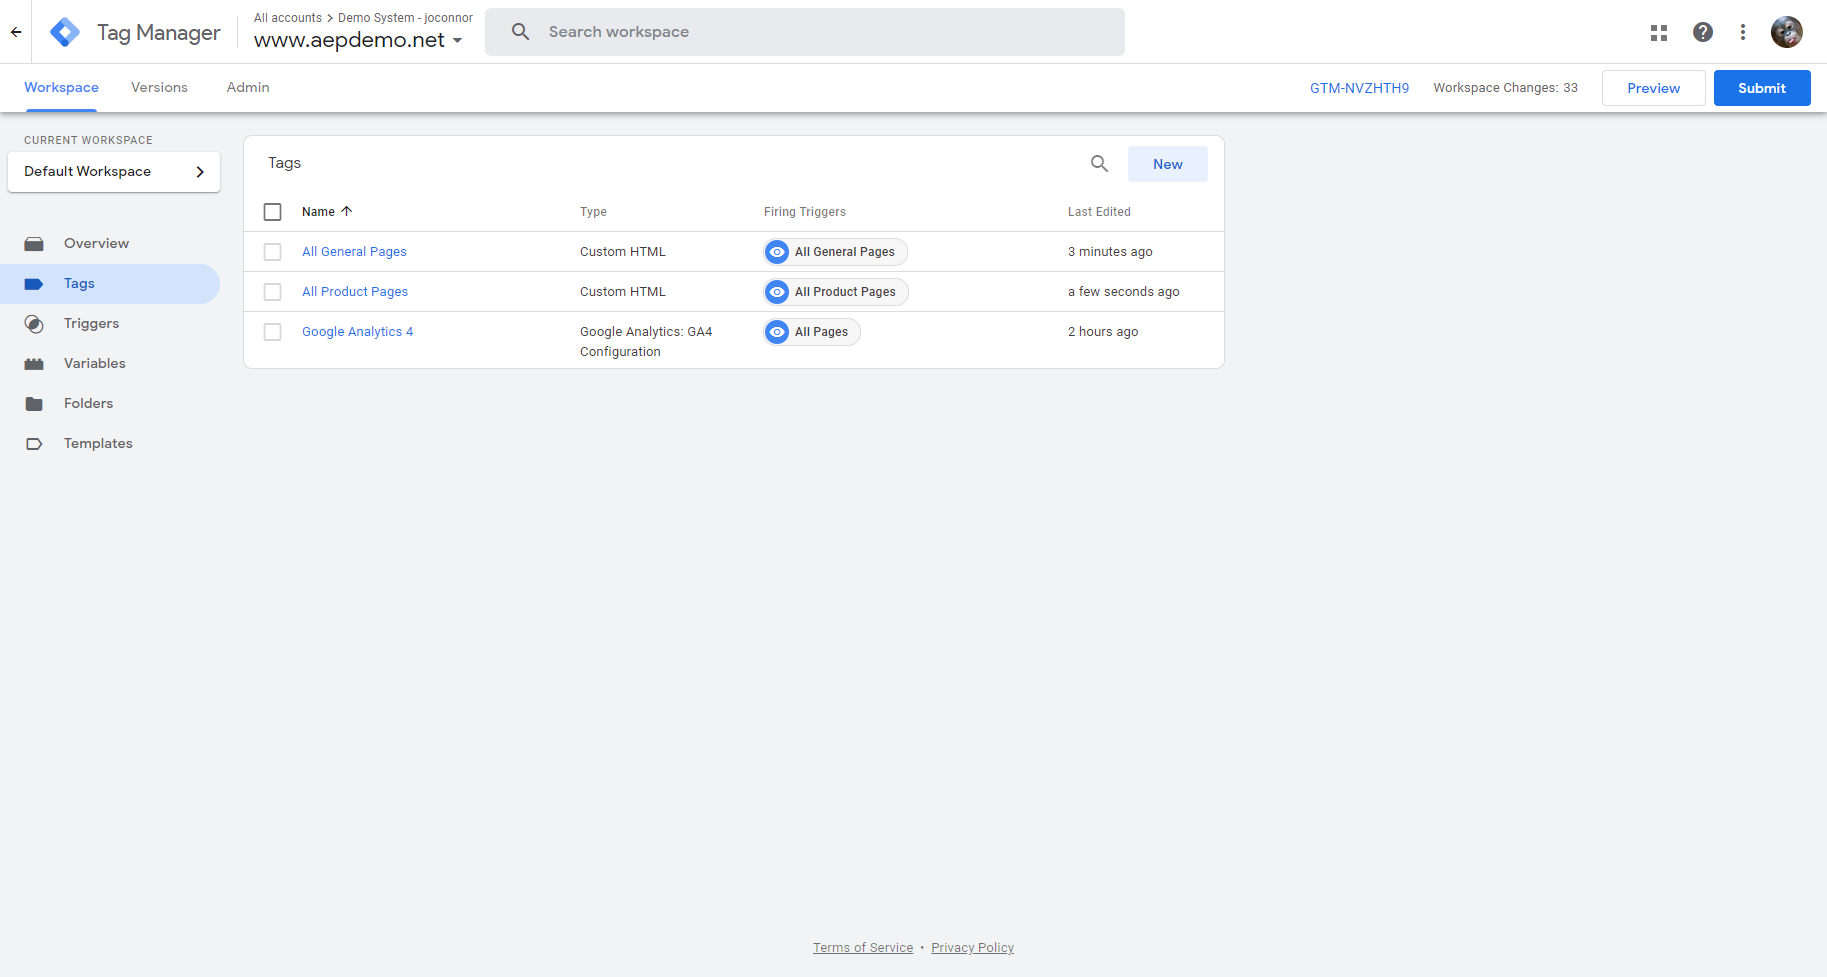 Tag Manager
All accounts > Demo System - joconnor
www.aepdemo.net
Search workspace
Workspace
Versions
Admin
GTM-NVZHTH9
Workspace Changes: 33
Preview
Submit
CURRENT WORKSPACE
Default Workspace
Overview
Tags
Triggers
Variables
Folders
Templates
Tags
New
Name
Type
Firing Triggers
Last Edited
All General Pages
Custom HTML
All General Pages
3 minutes ago
All Product Pages
Custom HTML
All Product Pages
a few seconds ago
Google Analytics 4
Google Analytics: GA4
Configuration
All Pages
2 hours ago
Terms of Service • Privacy Policy